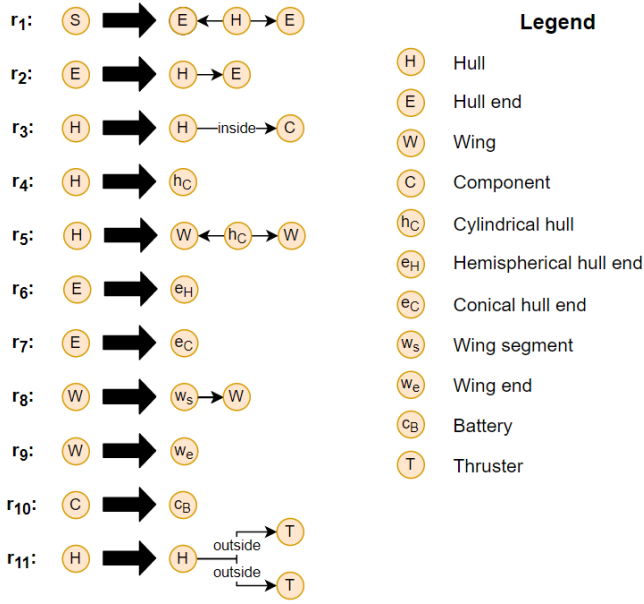 r1: S E H E
r2: E H E
r3: H H inside C
r4: H hC
r5: H W hC W
r6: E eH
r7: E eC
r8: W ws W
r9: W we
r10: C cB
r11: H H outside T
outside T
Legend
H Hull
E Hull end
W Wing
C Component
hC Cylindrical hull
eH Hemispherical hull end
eC Conical hull end
ws Wing segment
we Wing end
cB Battery
T Thruster